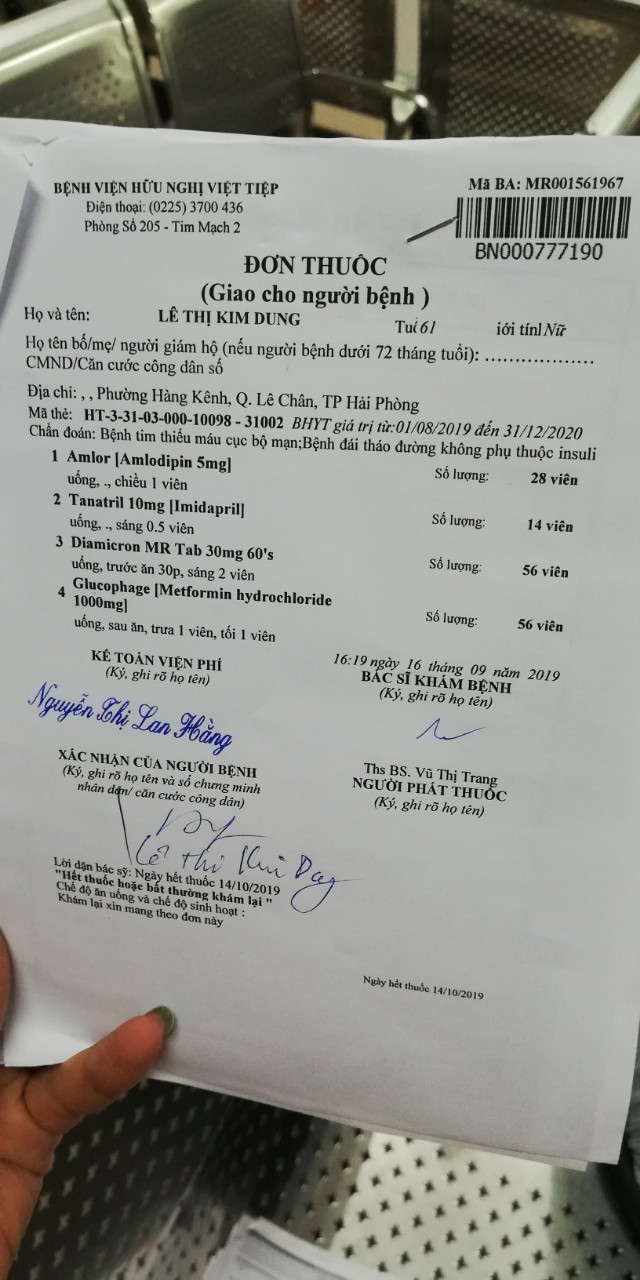 BỆNH VIỆN HỮU NGHỊ VIỆT TIỆP
Điện thoại: (0225) 3700 436
Phòng Số 205 - Tim Mạch 2
Mã BA: MR001561967
BN000777190
ĐƠN THUỐC
(Giao cho người bệnh )
Họ và tên: LÊ THỊ KIM DUNG Tuổi 61 iới tính Nữ
Họ tên bố/mẹ/ người giám hộ (nếu người bệnh dưới 72 tháng tuổi): ..................
CMND/Căn cước công dân số
Địa chỉ: , , Phường Hàng Kênh, Q. Lê Chân, TP Hải Phòng
Mã thẻ: HT-3-31-03-000-10098 - 31002 BHYT giá trị từ:01/08/2019 đến 31/12/2020
Chẩn đoán: Bệnh tim thiếu máu cục bộ mạn;Bệnh đái tháo đường không phụ thuộc insuli
1 Amlor [Amlodipin 5mg] Số lượng: 28 viên
uống, ., chiều 1 viên
2 Tanatril 10mg [Imidapril] Số lượng: 14 viên
uống, ., sáng 0.5 viên
3 Diamicron MR Tab 30mg 60's Số lượng: 56 viên
uống, trước ăn 30p, sáng 2 viên
4 Glucophage [Metformin hydrochloride
1000mg] Số lượng: 56 viên
uống, sau ăn, trưa 1 viên, tối 1 viên
16:19 ngày 16 tháng 09 năm 2019
KẾ TOÁN VIỆN PHÍ
(Ký, ghi rõ họ tên)
BÁC SĨ KHÁM BỆNH
(Ký, ghi rõ họ tên)
Nguyễn Thị Lan Hằng
XÁC NHẬN CỦA NGƯỜI BỆNH
(Ký, ghi rõ họ tên và số chưng minh
nhân dân/ căn cước công dân)
Ths BS. Vũ Thị Trang
NGƯỜI PHÁT THUỐC
(Ký, ghi rõ họ tên)
Lê Thị Kim
Lời dặn bác sỹ: Ngày hết thuốc 14/10/2019
"Hết thuốc hoặc bất thường khám lại "
Chế độ ăn uống và chế độ sinh hoạt :
Khám lại xin mang theo đơn này
Ngày hết thuốc 14/10/2019